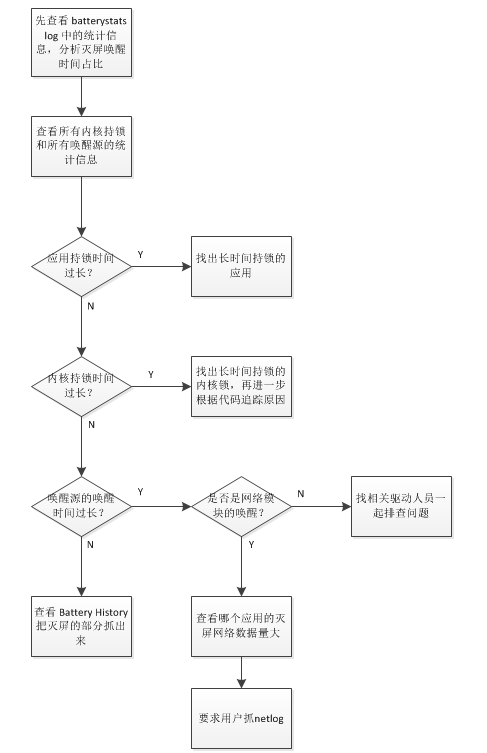 先查看 batterystats
log 中的统计信
息，分析灭屏唤醒
时间占比
查看所有内核持锁
和所有唤醒源的统
计信息
应用持锁时间
过长？
Y
找出长时间持锁的
应用
N
内核持锁时间
过长？
Y
找出长时间持锁的
内核锁，再进一步
根据代码追踪原因
N
唤醒源的唤醒
时间过长？
Y
是否是网络模
块的唤醒？
N
找相关驱动人员一
起排查问题
N
Y
查看 Battery History
把灭屏的部分抓出
来
查看哪个应用的灭
屏网络数据量大
要求用户抓netlog